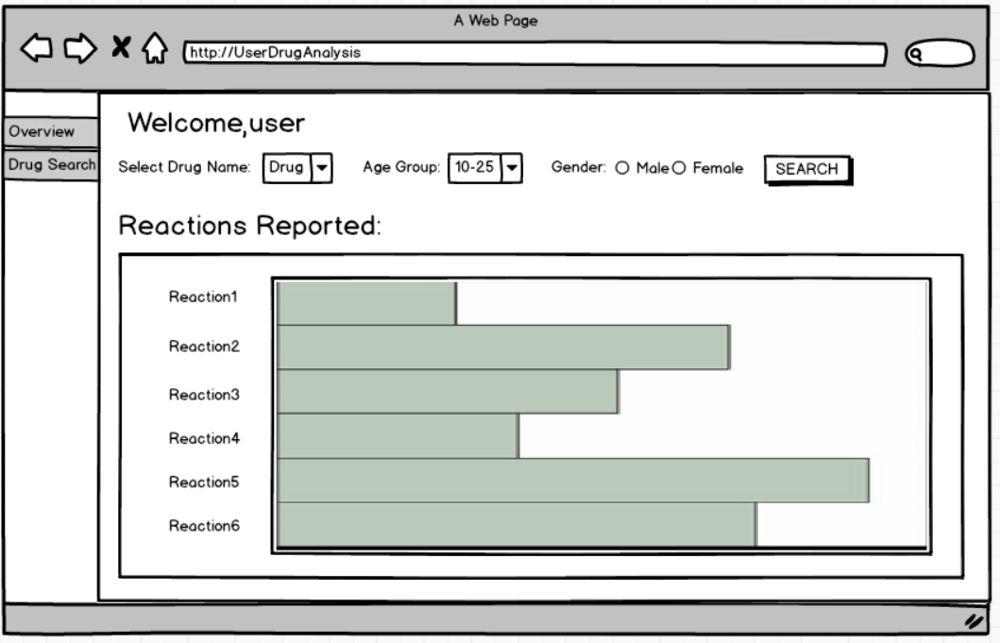 A Web Page
http://UserDrugAnalysis
Overview
Drug Search
Welcome,user
Select Drug Name: Drug Age Group: 10-25 Gender: Male Female SEARCH
Reactions Reported:
Reaction1
Reaction2
Reaction3
Reaction4
Reaction5
Reaction6